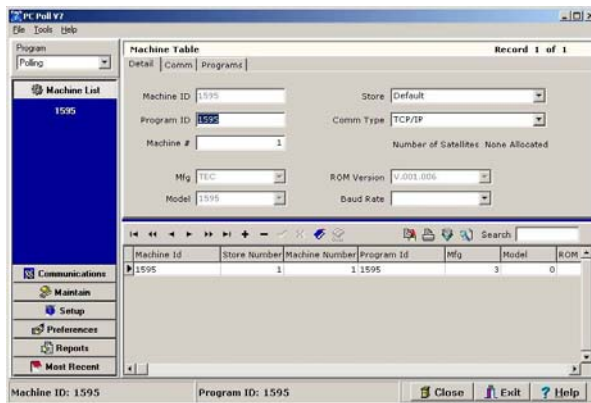 PC Poll V7
File Tools Help
Program
Polling
Machine List
1595
Communications
Maintain
Setup
Preferences
Reports
Most Recent
Machine Table Record 1 of 1
Detail Comm Programs
Machine ID 1595 Store Default
Program ID 1595 Comm Type TCP/IP
Machine # 1 Number of Satellites None Allocated
Mfg TEC ROM Version V.001.006
Model 1595 Baud Rate
Search
Machine Id Store Number Machine Number Program Id Mfg Model ROM
1595 1 1 1595 3 0
Machine ID: 1595 Program ID: 1595 Close Exit Help